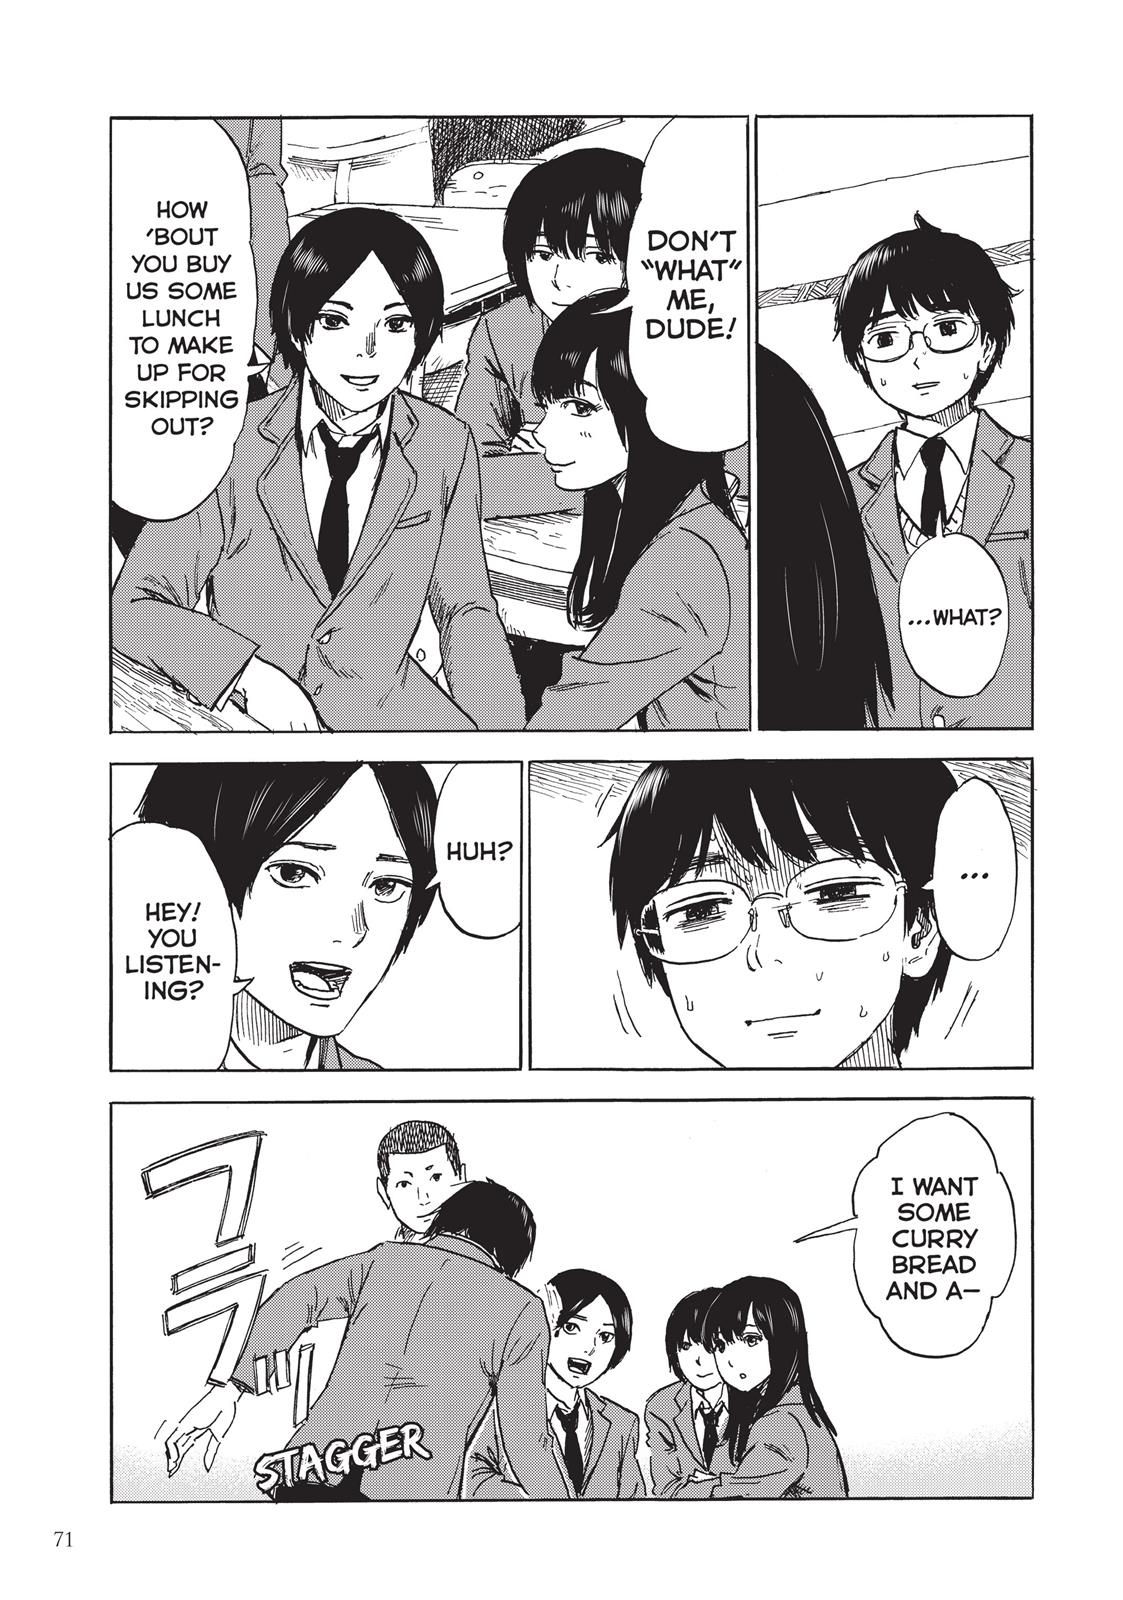 ...WHAT?
DON'T
"WHAT"
ME,
DUDE!
HOW
'BOUT
YOU BUY
US SOME
LUNCH
TO MAKE
UP FOR
SKIPPING
OUT?
...
HUH?
HEY!
YOU
LISTEN-
ING?
I WANT
SOME
CURRY
BREAD
AND A—
フラッ
STAGGER
71